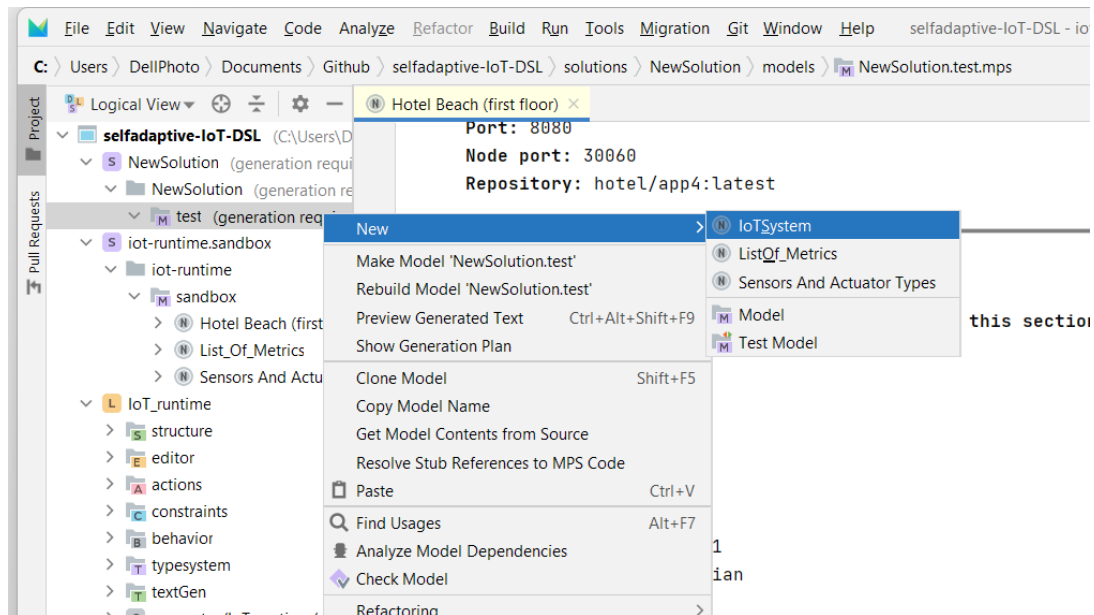 File Edit View Navigate Code Analyze Refactor Build Run Tools Migration Git Window Help selfadaptive-IoT-DSL - io
C: Users DellPhoto Documents Github selfadaptive-IoT-DSL solutions NewSolution models NewSolution.test.mps
Project
Pull Requests
Logical View
selfadaptive-IoT-DSL (C:\Users\D
NewSolution (generation requi
NewSolution (generation re
test (generation req
iot-runtime.sandbox
iot-runtime
sandbox
Hotel Beach (first
List_Of_Metrics
Sensors And Actu
IoT_runtime
structure
editor
actions
constraints
behavior
typesystem
textGen
Hotel Beach (first floor)
Port: 8080
Node port: 30060
Repository: hotel/app4:latest
this section
1
ian
New
Make Model 'NewSolution.test'
Rebuild Model 'NewSolution.test'
Preview Generated Text Ctrl+Alt+Shift+F9
Show Generation Plan
Clone Model Shift+F5
Copy Model Name
Get Model Contents from Source
Resolve Stub References to MPS Code
Paste Ctrl+V
Find Usages Alt+F7
Analyze Model Dependencies
Check Model
Refactoring
IoTSystem
ListOf_Metrics
Sensors And Actuator Types
Model
Test Model